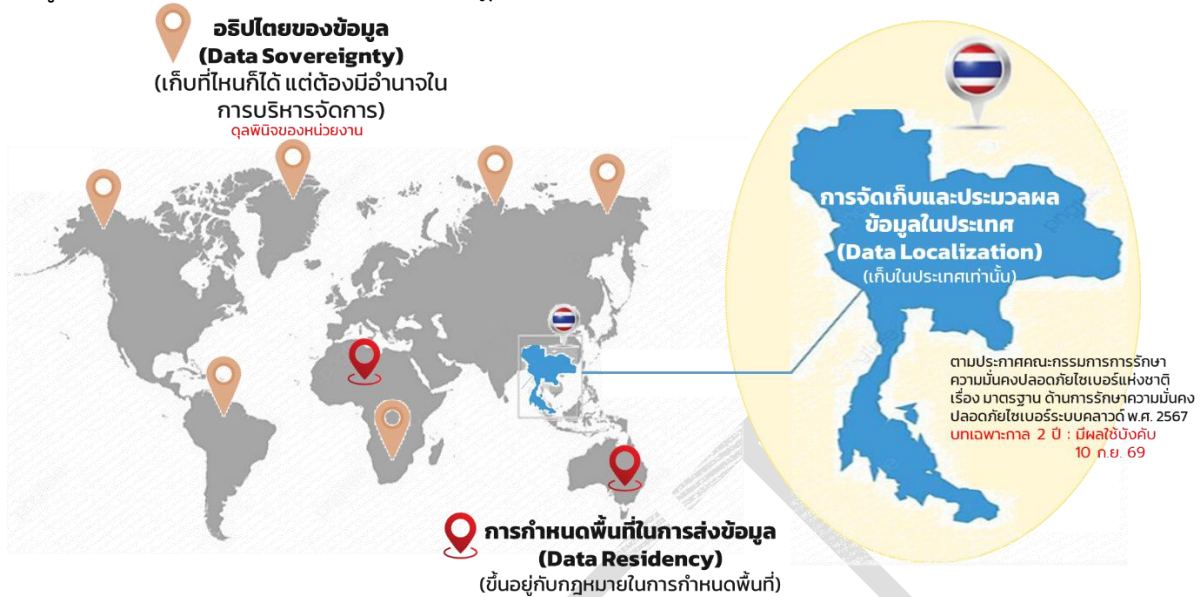 อธิปไตยของข้อมูล
(Data Sovereignty)
(เก็บที่ไหนก็ได้ แต่ต้องมีอำนาจใน
การบริหารจัดการ)
ดุลพินิจของหน่วยงาน
การจัดเก็บและประมวลผล
ข้อมูลในประเทศ
(Data Localization)
(เก็บในประเทศเท่านั้น)
ตามประกาศคณะกรรมการการรักษา
ความมั่นคงปลอดภัยไซเบอร์แห่งชาติ
เรื่อง มาตรฐาน ด้านการรักษาความมั่นคง
ปลอดภัยไซเบอร์ระบบคลาวด์ พ.ศ. 2567
บทเฉพาะกาล 2 ปี : มีผลใช้บังคับ
10 ก.ย. 69
การกำหนดพื้นที่ในการส่งข้อมูล
(Data Residency)
(ขึ้นอยู่กับกฎหมายในการกำหนดพื้นที่)